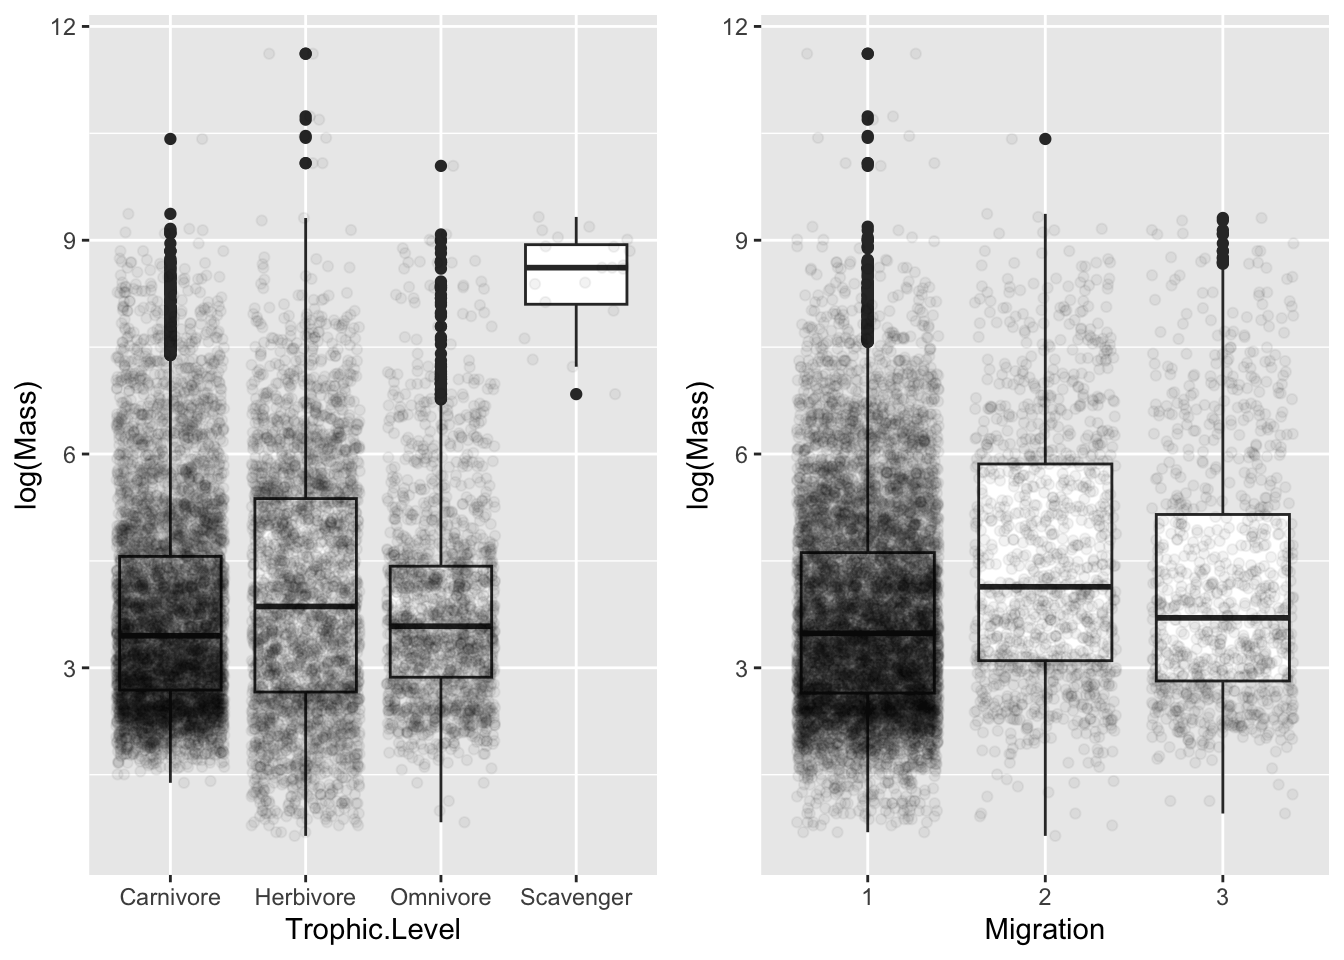 12
9
6
3
log(Mass)
Carnivore Herbivore Omnivore Scavenger
Trophic.Level
12
9
6
3
log(Mass)
1 2 3
Migration